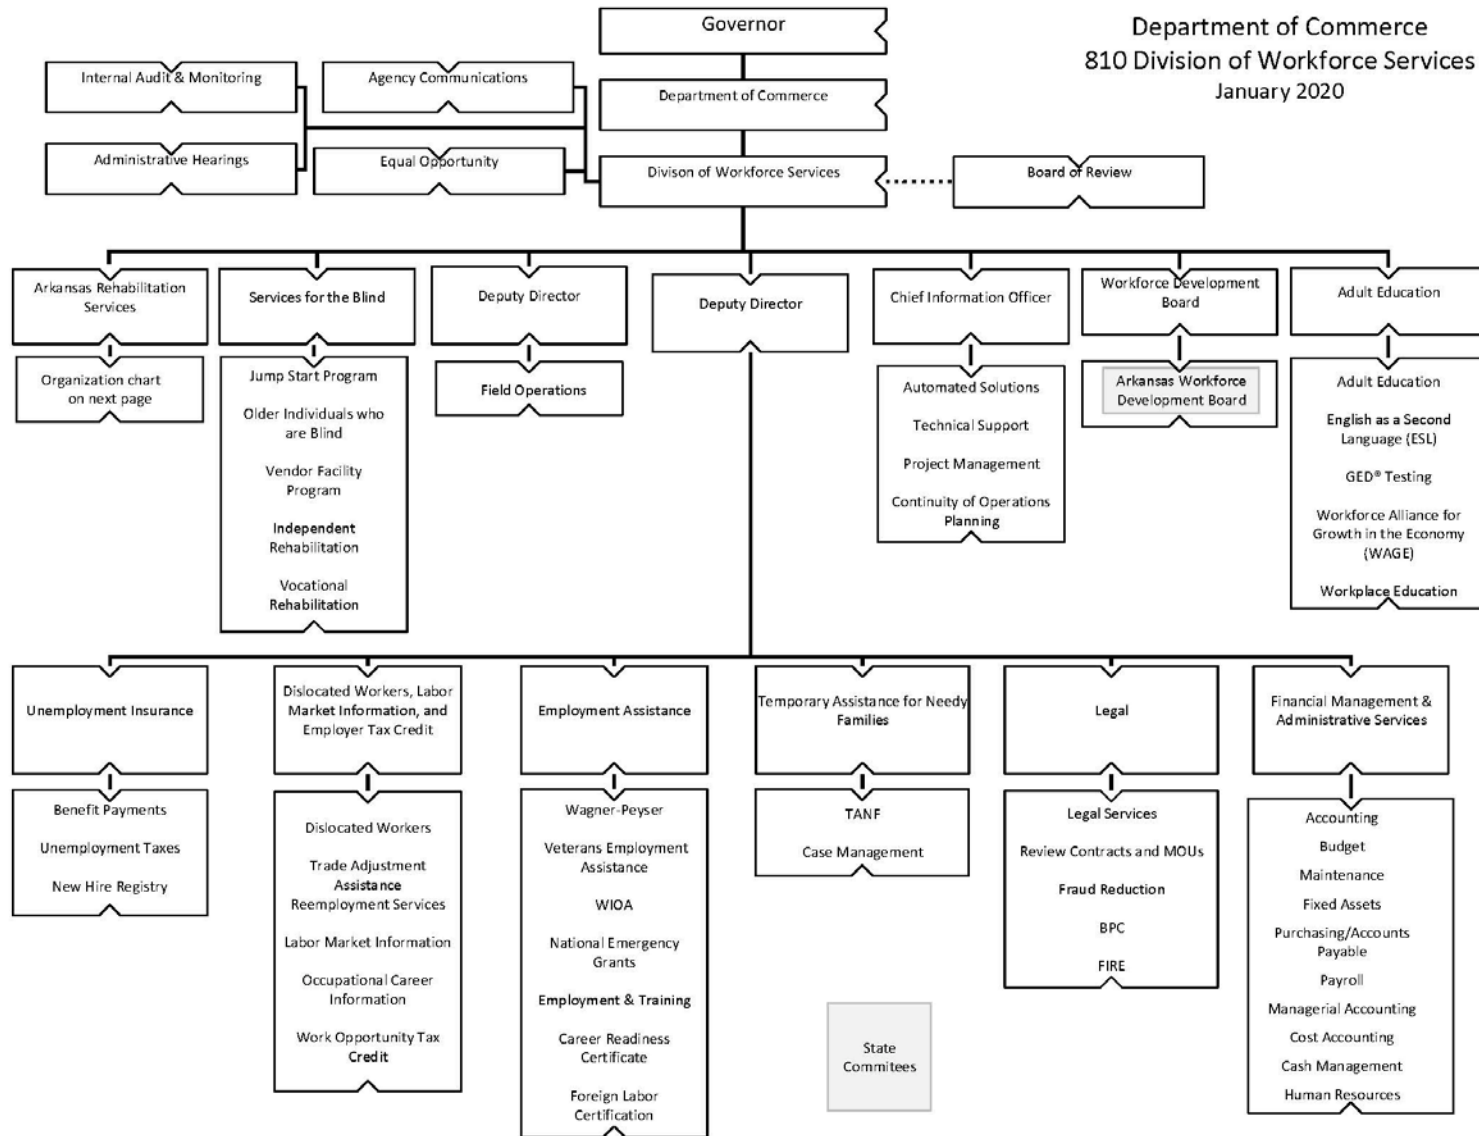 Governor
Department of Commerce
810 Division of Workforce Services
January 2020
Internal Audit & Monitoring
Agency Communications
Department of Commerce
Administrative Hearings
Equal Opportunity
Divison of Workforce Services
Board of Review
Arkansas Rehabilitation
Services
Services for the Blind
Deputy Director
Deputy Director
Chief Information Officer
Workforce Development
Board
Adult Education
Organization chart
on next page
Jump Start Program
Older Individuals who
are Blind
Vendor Facility
Program
Independent
Rehabilitation
Vocational
Rehabilitation
Field Operations
Automated Solutions
Technical Support
Project Management
Continuity of Operations
Planning
Arkansas Workforce
Development Board
Adult Education
English as a Second
Language (ESL)
GED® Testing
Workforce Alliance for
Growth in the Economy
(WAGE)
Workplace Education
Unemployment Insurance
Dislocated Workers, Labor
Market Information, and
Employer Tax Credit
Employment Assistance
Temporary Assistance for Needy
Families
Legal
Financial Management &
Administrative Services
Benefit Payments
Unemployment Taxes
New Hire Registry
Dislocated Workers
Trade Adjustment
Assistance
Reemployment Services
Labor Market Information
Occupational Career
Information
Work Opportunity Tax
Credit
Wagner-Peyser
Veterans Employment
Assistance
WIOA
National Emergency
Grants
Employment & Training
Career Readiness
Certificate
Foreign Labor
Certification
TANF
Case Management
Legal Services
Review Contracts and MOUs
Fraud Reduction
BPC
FIRE
Accounting
Budget
Maintenance
Fixed Assets
Purchasing/Accounts
Payable
Payroll
Managerial Accounting
Cost Accounting
Cash Management
Human Resources
State
Commitees